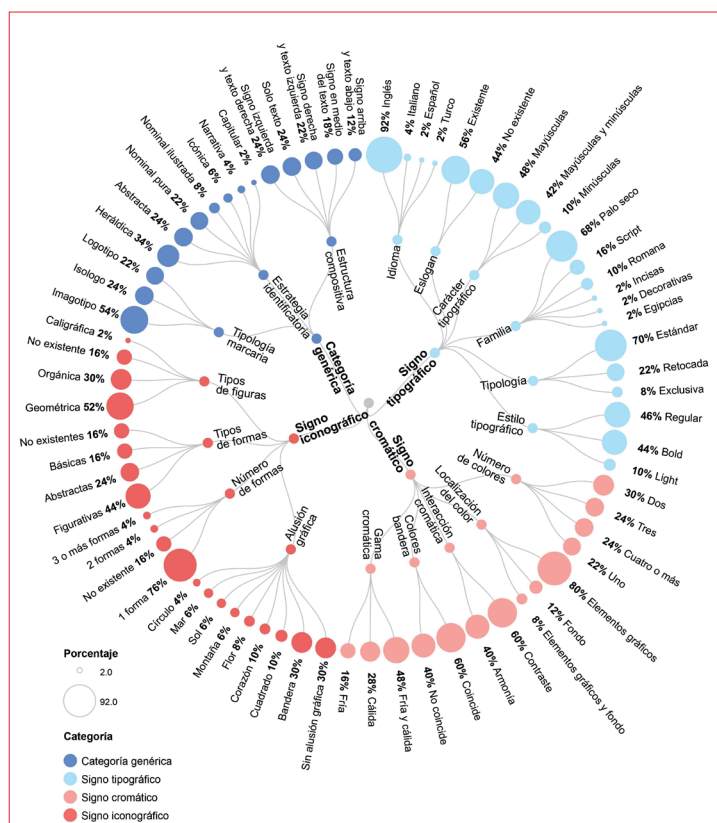 92% Inglés
4% Italiano
2% Español
2% Turco
56% Existente
44% No existente
48% Mayúsculas
42% Mayúsculas y minúsculas
10% Minúsculas
68% Palo seco
16% Script
10% Romana
2% Incisas
2% Decorativas
2% Egipcias
70% Estándar
22% Retocada
8% Exclusiva
46% Regular
44% Bold
10% Light
30% Dos
24% Tres
24% Cuatro o más
22% Uno
80% Elementos gráficos
12% Fondo
8% Elementos gráficos y fondo
60% Contraste
40% Armonía
60% Coincide
40% No coincide
48% Fría y cálida
28% Cálida
16% Fría
Sin alusión gráfica 30%
Bandera 30%
Cuadrado 10%
Corazón 10%
Flor 8%
Montaña 6%
Sol 6%
Mar 6%
Círculo 4%
1 forma 76%
No existente 16%
2 formas 4%
3 o más formas 4%
Figurativas 44%
Abstractas 24%
Básicas 16%
No existentes 16%
Geométrica 52%
Orgánica 30%
No existente 16%
Caligráfica 2%
Imagotipo 54%
Isologo 24%
Logotipo 22%
Heráldica 34%
Abstracta 24%
Nominal pura 22%
Nominal ilustrada 8%
Icónica 6%
Narrativa 4%
Capitular 2%
Signo izquierda
y texto derecha 24%
Solo texto 24%
Signo derecha
y texto izquierda 22%
Signo en medio
del texto 18%
Signo arriba
y texto abajo 12%
Idioma
Eslogan
Carácter
tipográfico
Familia
Tipología
Estilo
tipográfico
Signo
tipográfico
Número
de colores
Localización
del color
Interacción
cromática
Colores
bandera
Gama
cromática
Signo
cromático
Alusión
gráfica
Número
de formas
Tipos
de formas
Tipos
de figuras
Signo
iconográfico
Tipología
marcaria
Estrategia
identificatoria
Estructura
compositiva
Categoría
genérica
Porcentaje
2.0
92.0
Categoría
Categoría genérica
Signo tipográfico
Signo cromático
Signo iconográfico